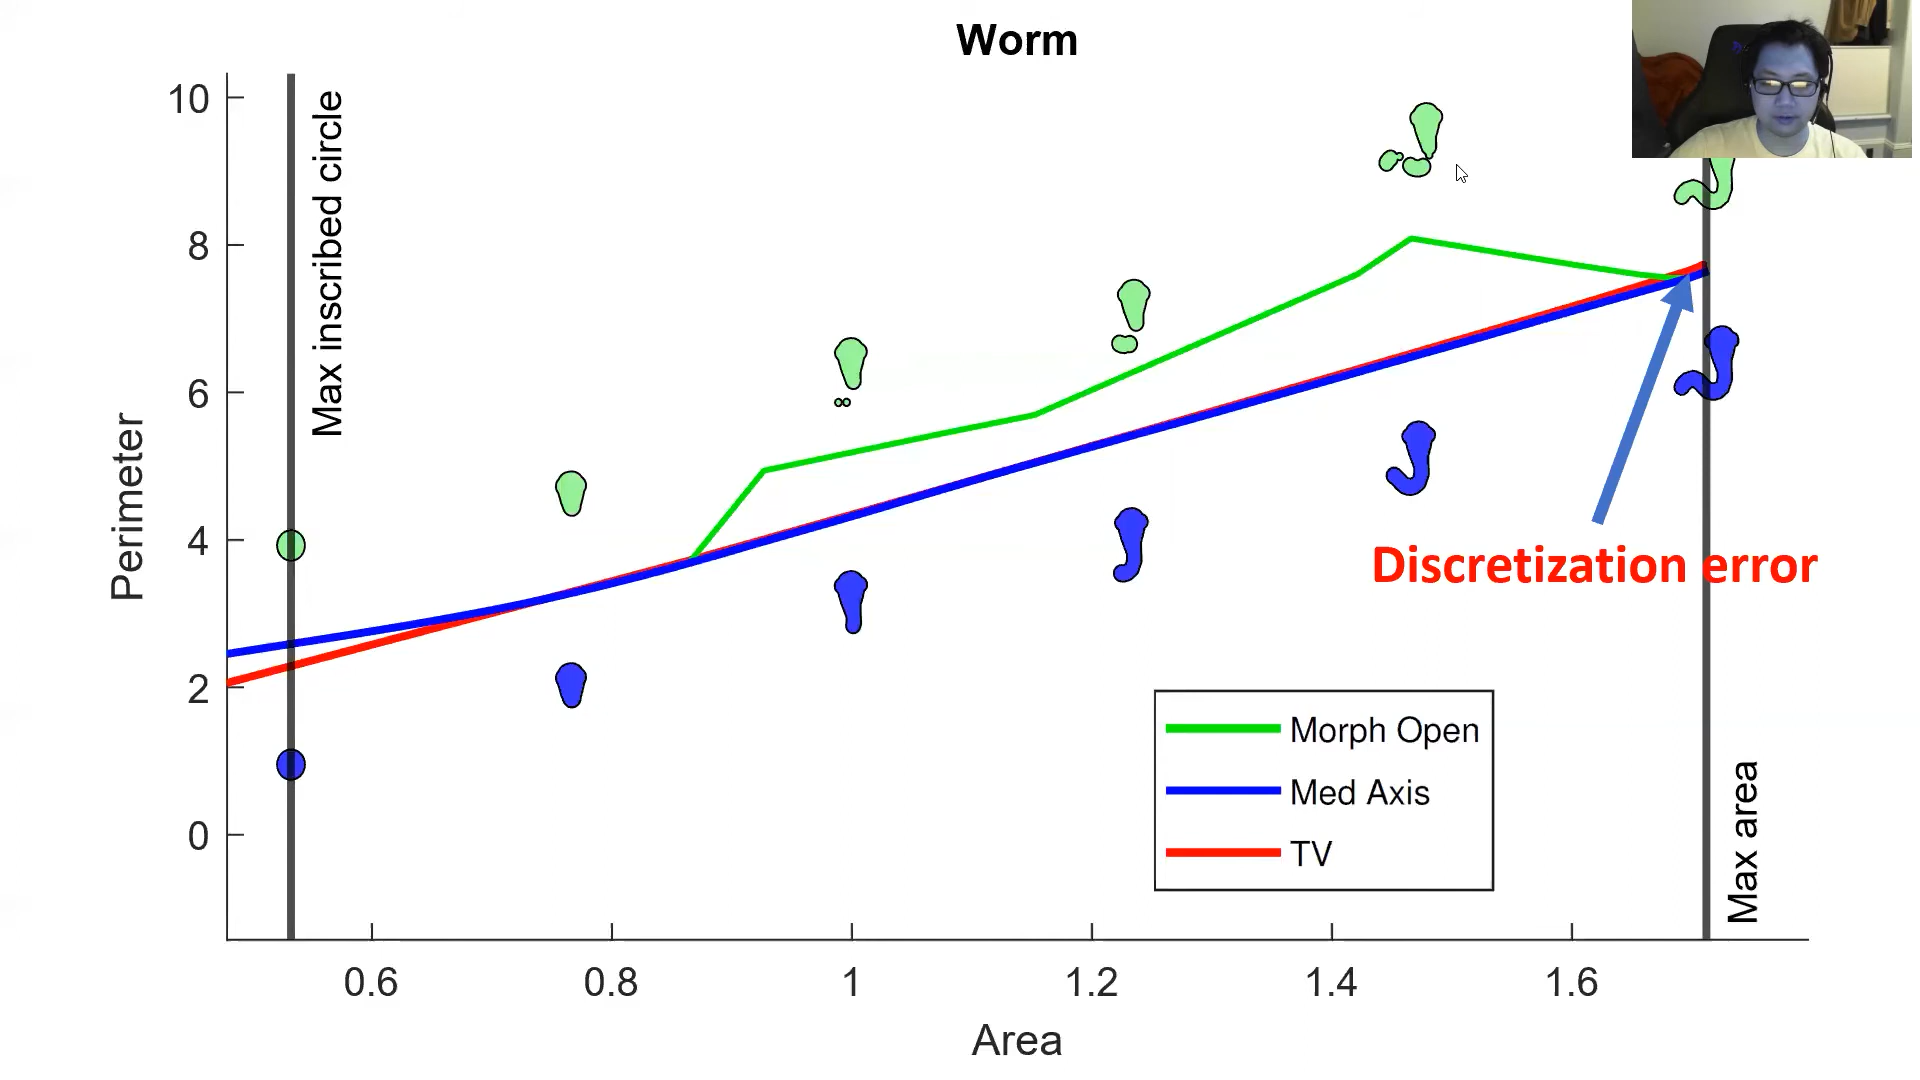 Worm
Max inscribed circle
10
8
6
4
2
0
Perimeter
Discretization error
Morph Open
Med Axis
TV
Max area
0.6
0.8
1
1.2
1.4
1.6
Area